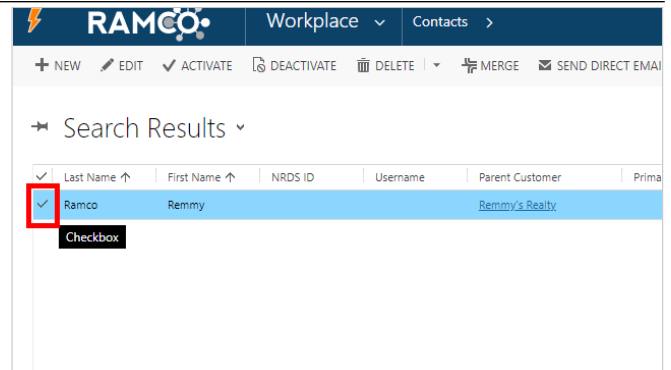 RAMCO Workplace Contacts
NEW EDIT ACTIVATE DEACTIVATE DELETE MERGE SEND DIRECT EMAI
Search Results
Last Name First Name NRDS ID Username Parent Customer Prima
Ramco Remmy Remmy's Realty
Checkbox